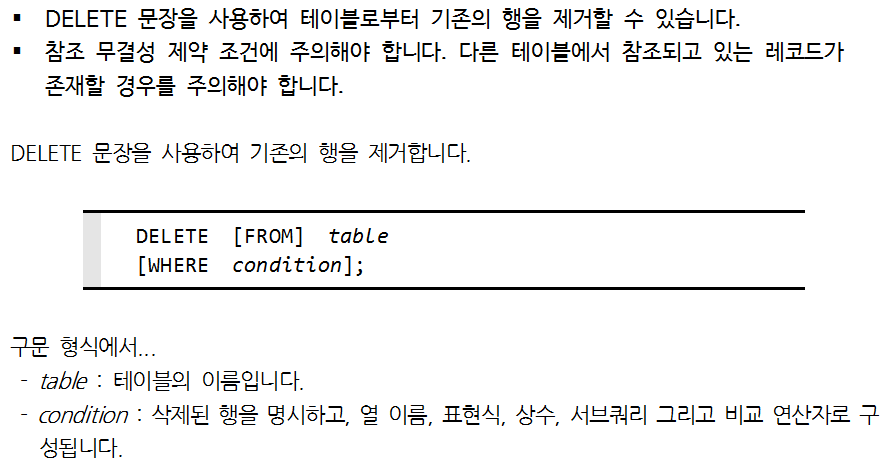 ▪ DELETE 문장을 사용하여 테이블로부터 기존의 행을 제거할 수 있습니다.
▪ 참조 무결성 제약 조건에 주의해야 합니다. 다른 테이블에서 참조되고 있는 레코드가
존재할 경우를 주의해야 합니다.
DELETE 문장을 사용하여 기존의 행을 제거합니다.
DELETE [FROM] table
[WHERE condition];
구문 형식에서...
- table : 테이블의 이름입니다.
- condition : 삭제된 행을 명시하고, 열 이름, 표현식, 상수, 서브쿼리 그리고 비교 연산자로 구
성됩니다.